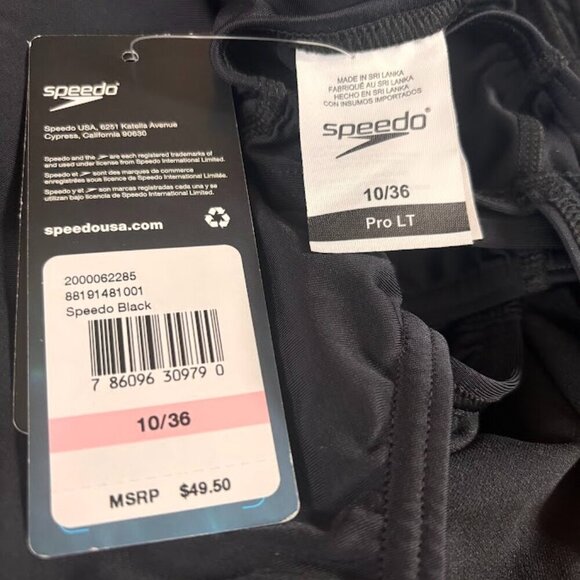 speedo
Speedo USA, 6251 Katella Avenue
Cypress, California 90630
Speedo and the are each registered trademarks of
and used under license from Speedo International Limited.
Speedo et sont des marques de commerce
enregistrées sous licence de Speedo International Limited.
Speedo y el son marcas registradas cada una y se
utilizan bajo licencia de Speedo International Limited.
speedousa.com
2000062285
88191481001
Speedo Black
7 86096 30979 0
10/36
MSRP $49.50
MADE IN SRI LANKA
FABRIQUÉ AU SRI LANKA
HECHO EN SRI LANKA
CON INSUMOS IMPORTADOS
speedo®
10/36
Pro LT